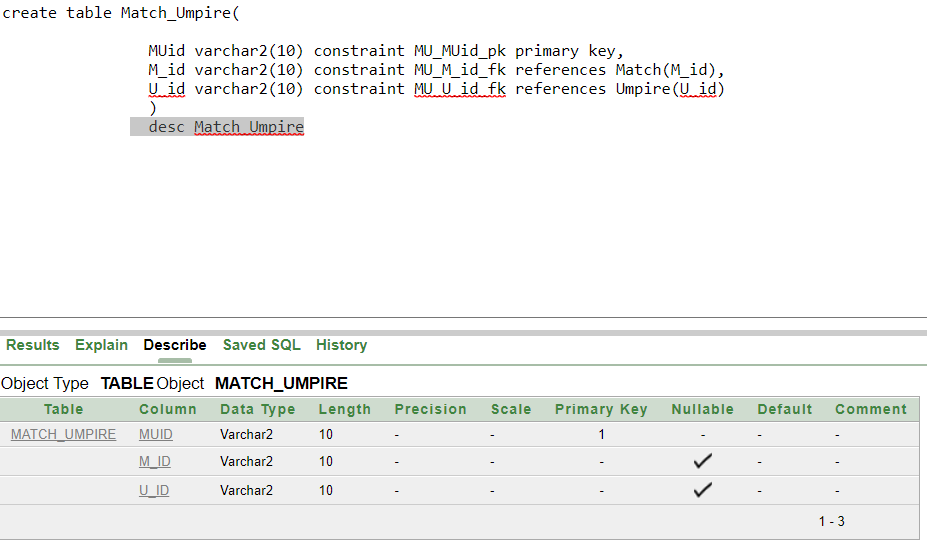 create table Match_Umpire(
MUid varchar2(10) constraint MU_MUid_pk primary key,
M_id varchar2(10) constraint MU_M_id_fk references Match(M_id),
U_id varchar2(10) constraint MU_U_id_fk references Umpire(U_id)
)
desc Match_Umpire
Results Explain Describe Saved SQL History
Object Type TABLE Object MATCH_UMPIRE
Table Column Data Type Length Precision Scale Primary Key Nullable Default Comment
MATCH_UMPIRE MUID Varchar2 10 - - 1 - - -
M_ID Varchar2 10 - - - ✓ - -
U_ID Varchar2 10 - - - ✓ - -
1 - 3